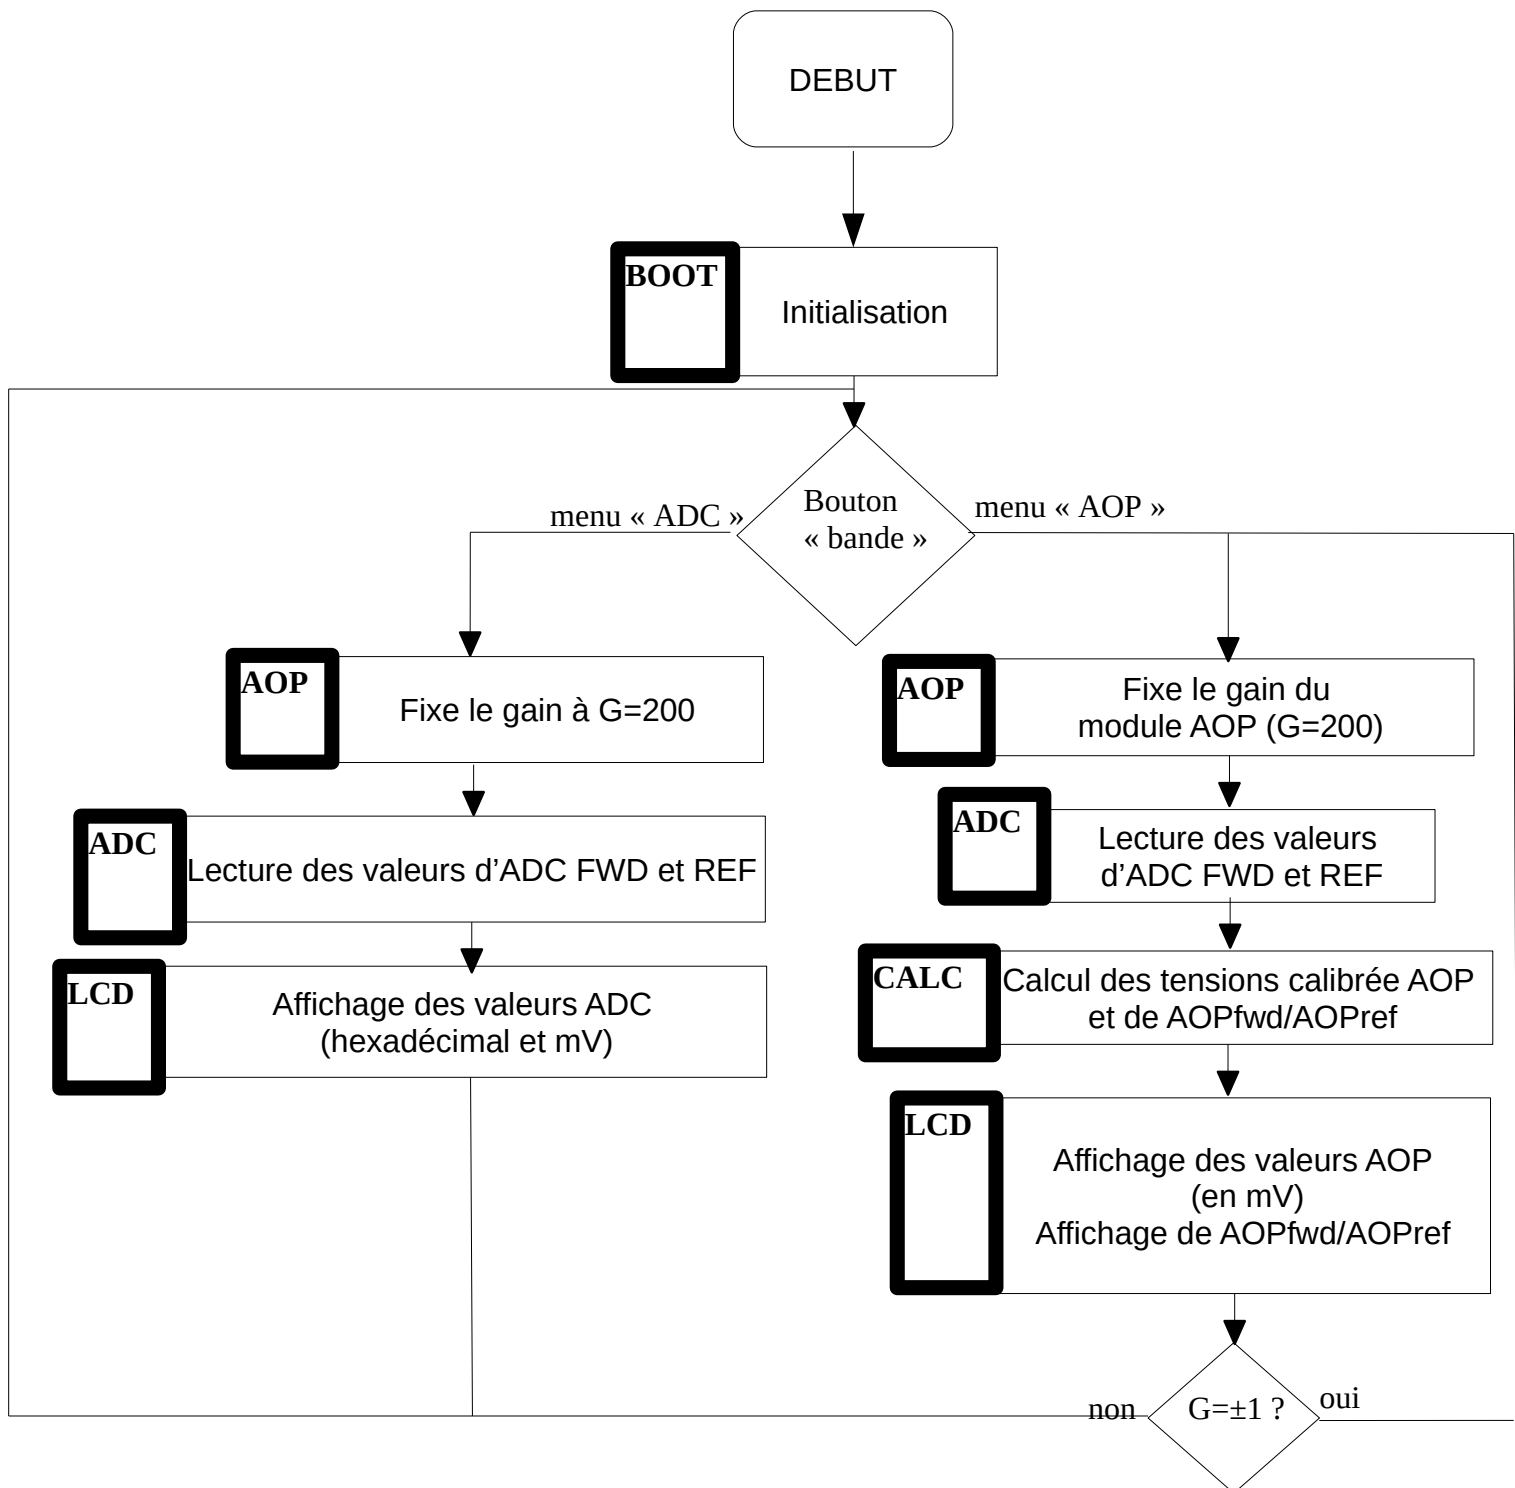 DEBUT
BOOT
Initialisation
Bouton
« bande »
menu « ADC »
menu « AOP »
AOP
Fixe le gain à G=200
ADC
Lecture des valeurs d’ADC FWD et REF
LCD
Affichage des valeurs ADC
(hexadécimal et mV)
AOP
Fixe le gain du
module AOP (G=200)
ADC
Lecture des valeurs
d’ADC FWD et REF
CALC
Calcul des tensions calibrée AOP
et de AOPfwd/AOPref
LCD
Affichage des valeurs AOP
(en mV)
Affichage de AOPfwd/AOPref
non
G=±1 ?
oui